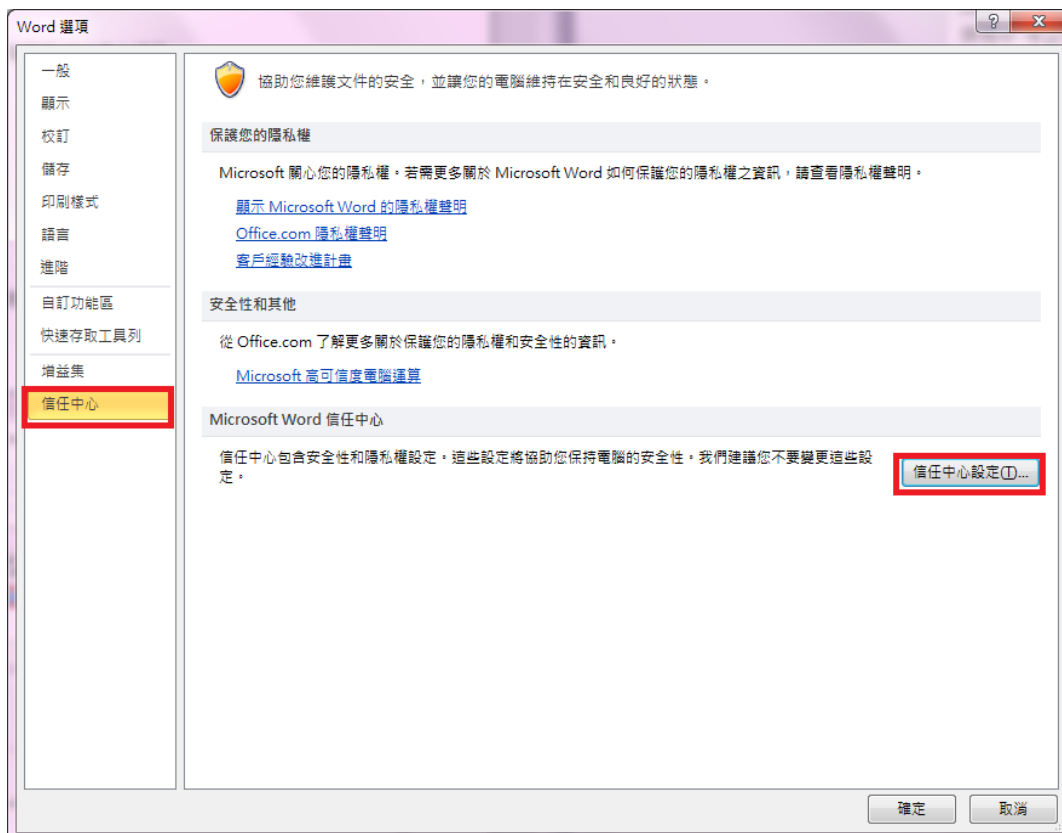 Word 選項
一般
顯示
校訂
儲存
印刷樣式
語言
進階
自訂功能區
快速存取工具列
增益集
信任中心
協助您維護文件的安全，並讓您的電腦維持在安全和良好的狀態。
保護您的隱私權
Microsoft 關心您的隱私權。若需更多關於 Microsoft Word 如何保護您的隱私權之資訊，請查看隱私權聲明。
顯示 Microsoft Word 的隱私權聲明
Office.com 隱私權聲明
客戶經驗改進計畫
安全性和其他
從 Office.com 了解更多關於保護您的隱私權和安全性的資訊。
Microsoft 高可信度電腦運算
Microsoft Word 信任中心
信任中心包含安全性和隱私權設定。這些設定將協助您保持電腦的安全性。我們建議您不要變更這些設
定。
信任中心設定(T)...
確定
取消